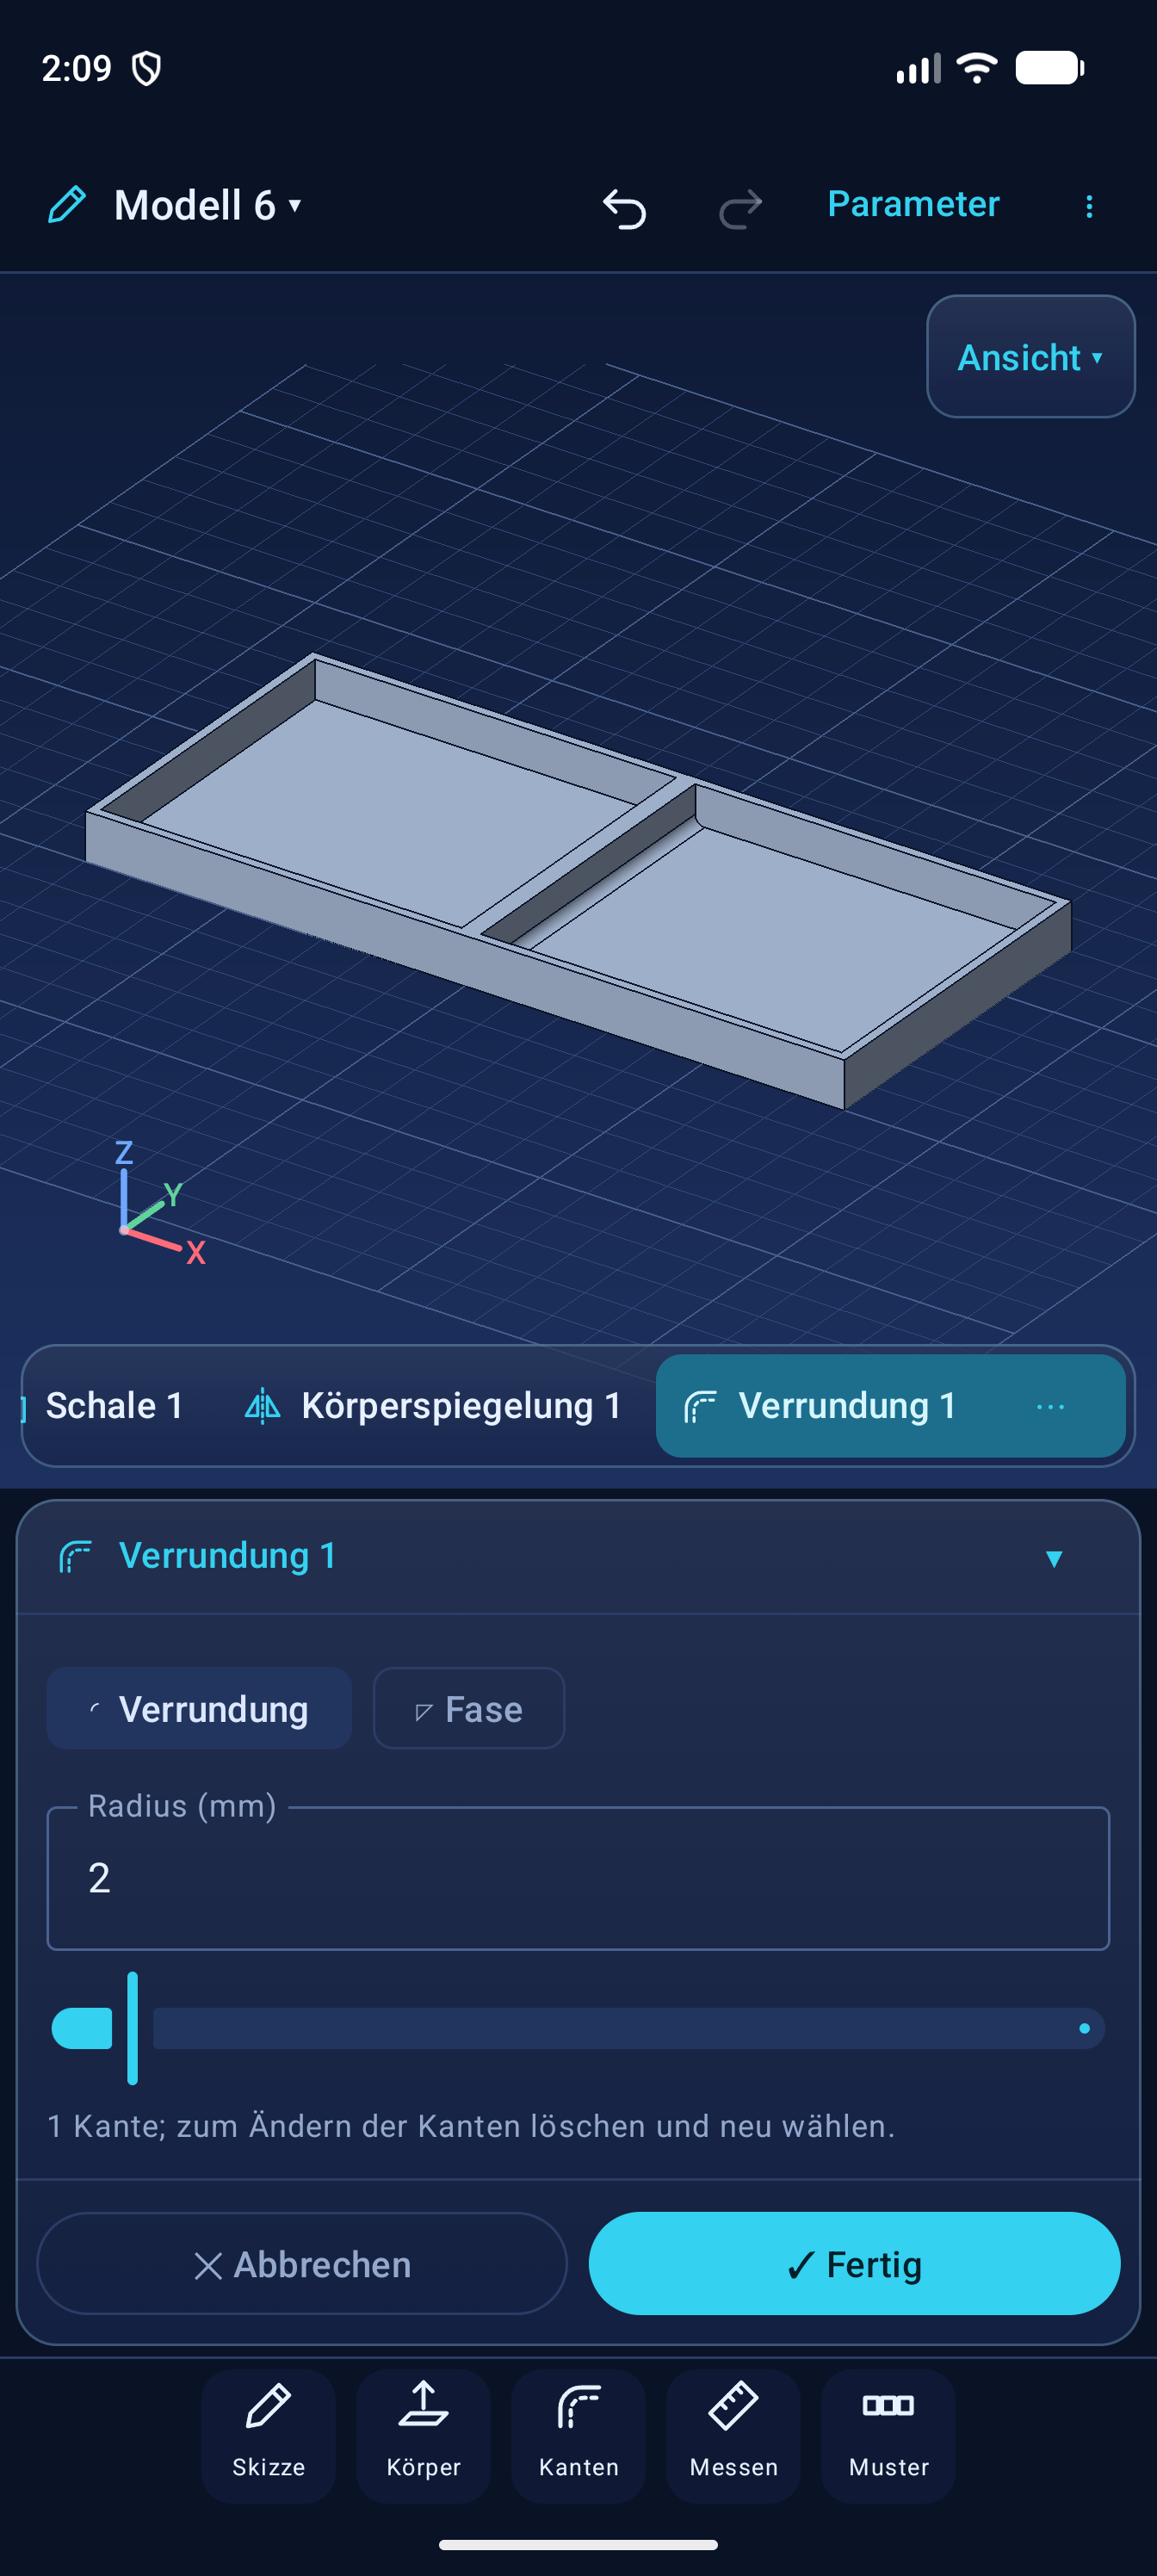 2:09
Modell 6 ▾
Parameter
Ansicht ▾
Z
Y
X
Schale 1
Körperspiegelung 1
Verrundung 1
Verrundung 1
Verrundung
Fase
Radius (mm)
2
1 Kante; zum Ändern der Kanten löschen und neu wählen.
Abbrechen
✓ Fertig
Skizze
Körper
Kanten
Messen
Muster